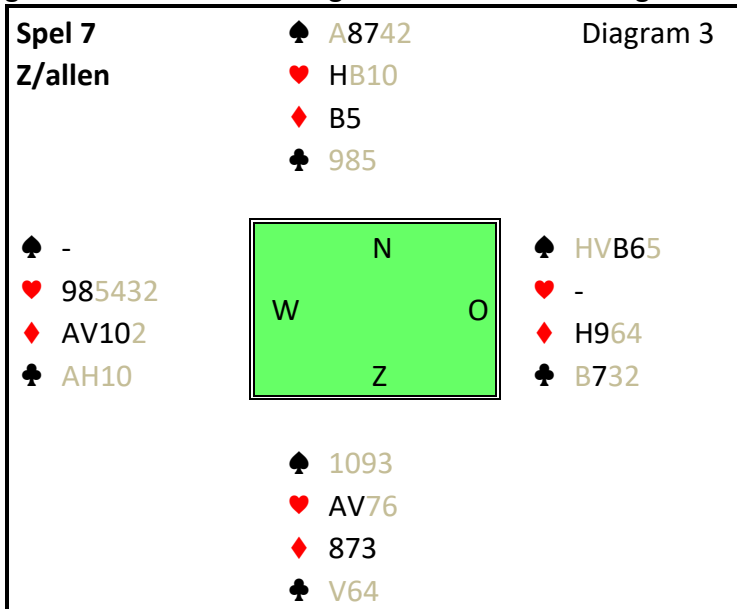 Spel 7 ♠ A8742 Diagram 3
Z/allen ♥ HB10
♦ B5
♣ 985
♠ - N ♠ HVB65
♥ 985432 ♥ -
W O
♦ AV102 ♦ H964
♣ AH10 Z ♣ B732
♠ 1093
♥ AV76
♦ 873
♣ V64